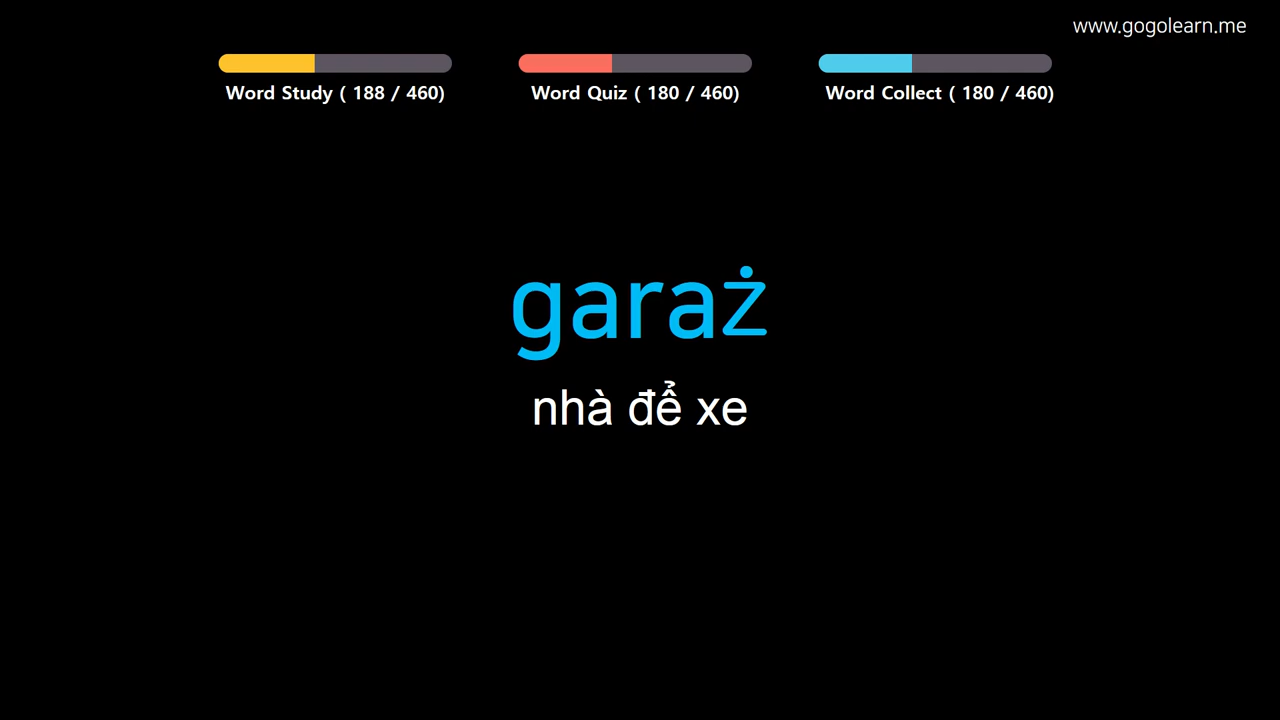 www.gogolearn.me
Word Study ( 188 / 460)
Word Quiz ( 180 / 460)
Word Collect ( 180 / 460)
garaż
nhà để xe